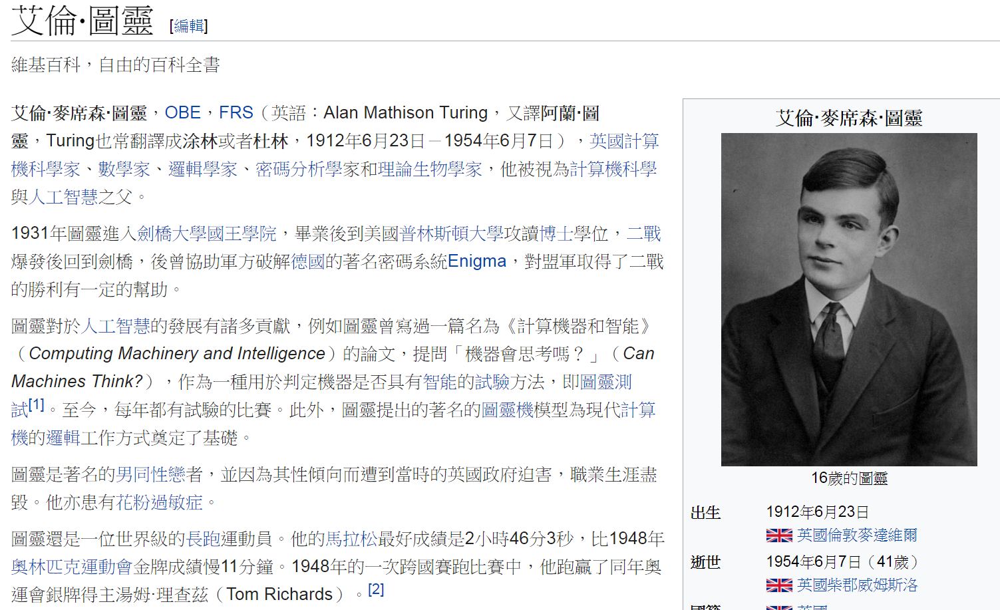 艾倫·圖靈 [編輯]
維基百科，自由的百科全書
艾倫·麥席森·圖靈，OBE，FRS（英語：Alan Mathison Turing，又譯阿蘭·圖
靈，Turing也常翻譯成涂林或者杜林，1912年6月23日－1954年6月7日），英國計算
機科學家、數學家、邏輯學家、密碼分析學家和理論生物學家，他被視為計算機科學
與人工智慧之父。
1931年圖靈進入劍橋大學國王學院，畢業後到美國普林斯頓大學攻讀博士學位，二戰
爆發後回到劍橋，後曾協助軍方破解德國的著名密碼系統Enigma，對盟軍取得了二戰
的勝利有一定的幫助。
圖靈對於人工智慧的發展有諸多貢獻，例如圖靈曾寫過一篇名為《計算機器和智能》
（Computing Machinery and Intelligence）的論文，提問「機器會思考嗎？」（Can
Machines Think?），作為一種用於判定機器是否具有智能的試驗方法，即圖靈測
試[1]。至今，每年都有試驗的比賽。此外，圖靈提出的著名的圖靈機模型為現代計算
機的邏輯工作方式奠定了基礎。
圖靈是著名的男同性戀者，並因為其性傾向而遭到當時的英國政府迫害，職業生涯盡
毀。他亦患有花粉過敏症。
圖靈還是一位世界級的長跑運動員。他的馬拉松最好成績是2小時46分3秒，比1948年
奧林匹克運動會金牌成績慢11分鐘。1948年的一次跨國賽跑比賽中，他跑贏了同年奧
運會銀牌得主湯姆·理查茲（Tom Richards）。[2]
艾倫·麥席森·圖靈
16歲的圖靈
出生 1912年6月23日
英國倫敦麥達維爾
逝世 1954年6月7日（41歲）
英國柴郡威姆斯洛
國籍 英國